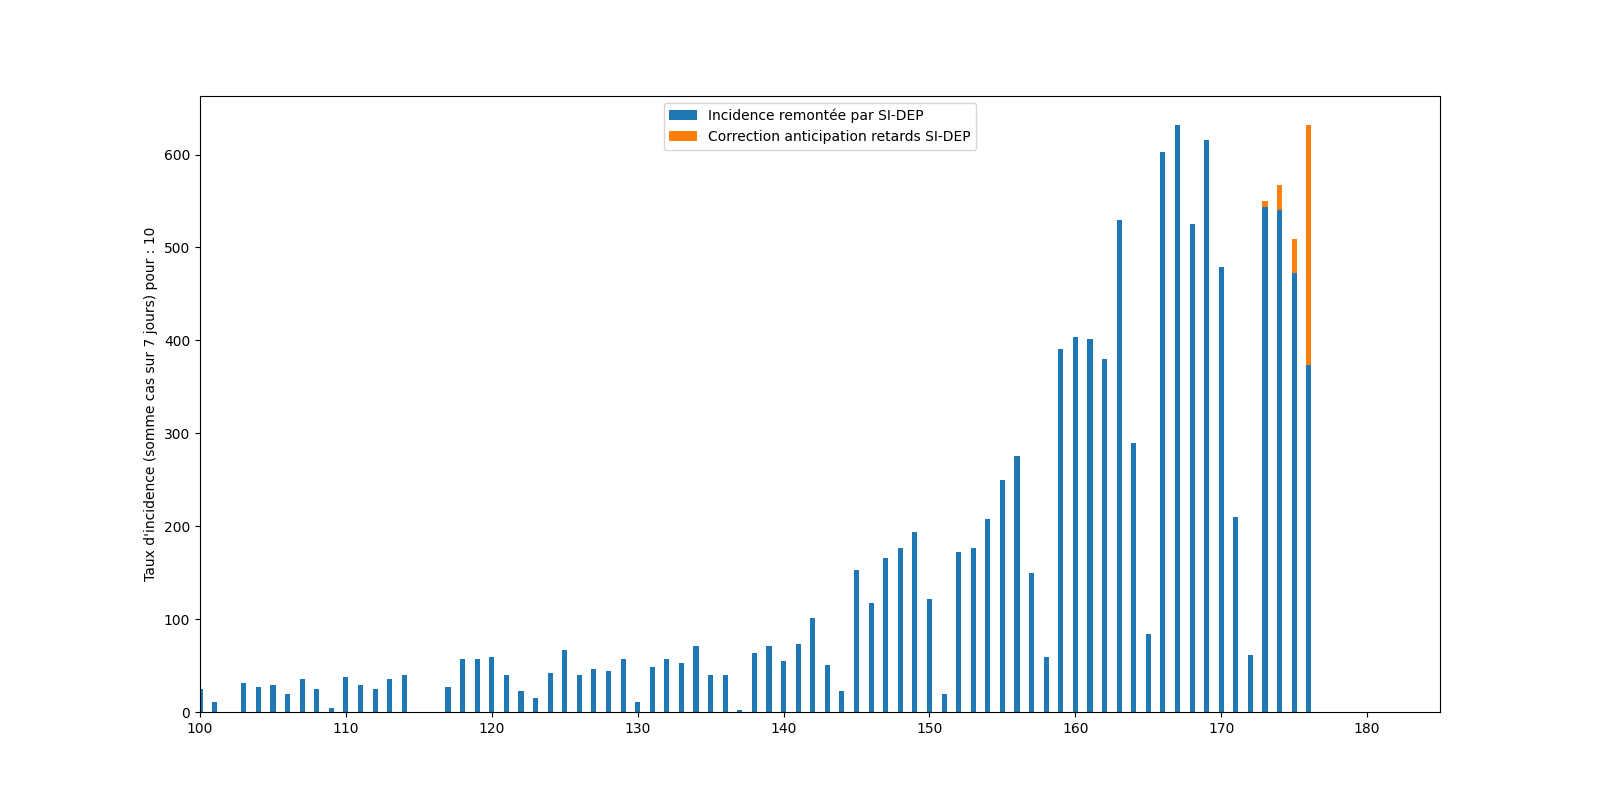 Incidence remontée par SI-DEP
Correction anticipation retards SI-DEP
Taux d'incidence (somme cas sur 7 jours) pour : 10
600
500
400
300
200
100
0
100 110 120 130 140 150 160 170 180